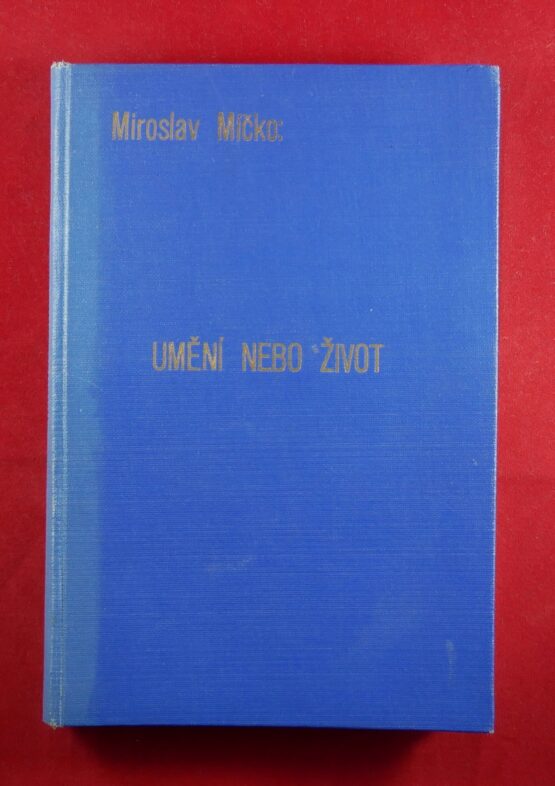 Miroslav Míčko:
UMĚNÍ NEBO ŽIVOT